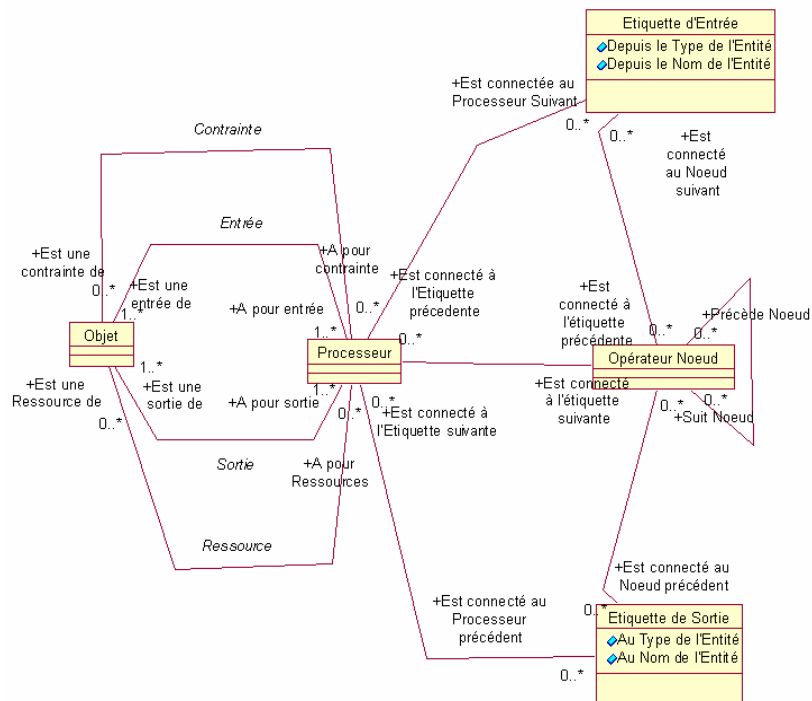 Etiquette d'Entrée
Depuis le Type de l'Entité
Depuis le Nom de l'Entité
+Est connectée au
Processeur Suivant
0..*
0..*
+Est
connecté
au Noeud
suivant
Contrainte
Entrée
+Est une
contrainte de
0..*
+Est une
entrée de
1..*
+A pour
contrainte
0..*
+A pour entrée
1..*
+Est connecté à
l'Etiquette
précedente
0..*
+Est
connecté à
l'étiquette
précédente
0..*
+Précède Noeud
0..*
Objet
Processeur
Opérateur Noeud
+Est une
Ressource de
0..*
1..*
+Est une
sortie de
+A pour sortie
1..*
0..*
0..*
+Est connecté à
l'Etiquette suivante
+Est connecté
à l'étiquette
suivante
0..*
0..*
+Suit Noeud
Sortie
+A pour
Ressources
Ressource
+Est connecté au
Noeud précédent
0..*
+Est connecté au
Processeur
précédent
0..*
Etiquette de Sortie
Au Type de l'Entité
Au Nom de l'Entité